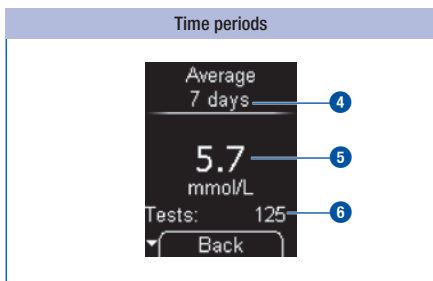 Time periods
Average
7 days
4
5.7
5
mmol/L
Tests: 125
6
Back